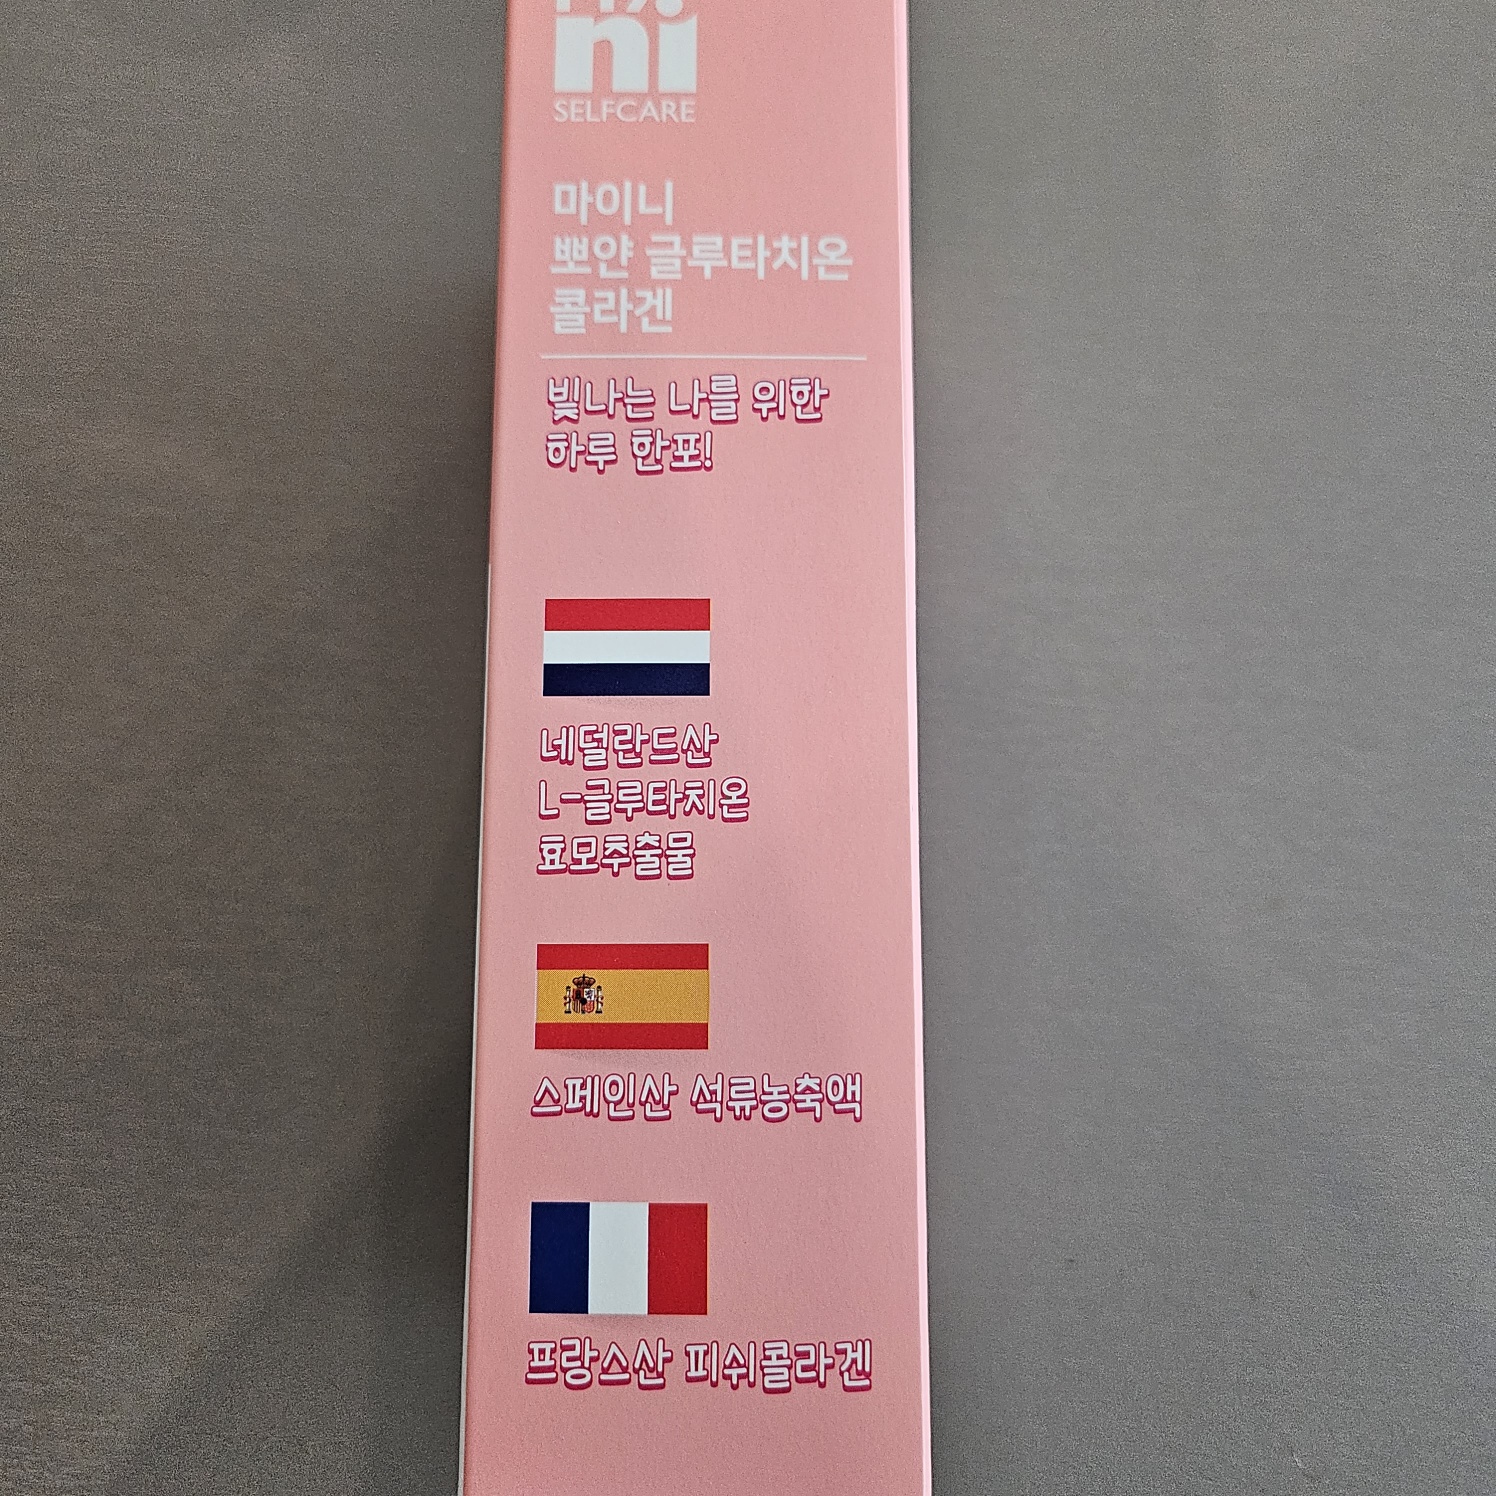 ni
SELFCARE
마이니
뽀얀 글루타치온
콜라겐
빛나는 나를 위한
하루 한포!
네덜란드산
L-글루타치온
효모추출물
스페인산 석류농축액
프랑스산 피쉬콜라겐